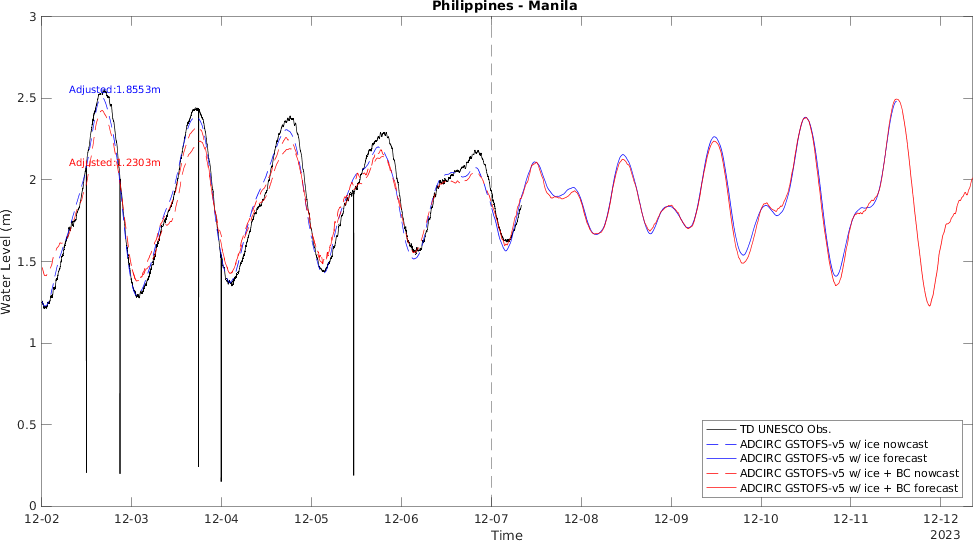 Philippines - Manila
3
2.5
2
1.5
1
0.5
0
Water Level (m)
Adjusted:1.8553m
Adjusted:1.2303m
TD UNESCO Obs.
ADCIRC GSTOFS-v5 w/ ice nowcast
ADCIRC GSTOFS-v5 w/ ice forecast
ADCIRC GSTOFS-v5 w/ ice + BC nowcast
ADCIRC GSTOFS-v5 w/ ice + BC forecast
12-02 12-03 12-04 12-05 12-06 12-07 12-08 12-09 12-10 12-11 12-12
Time
2023